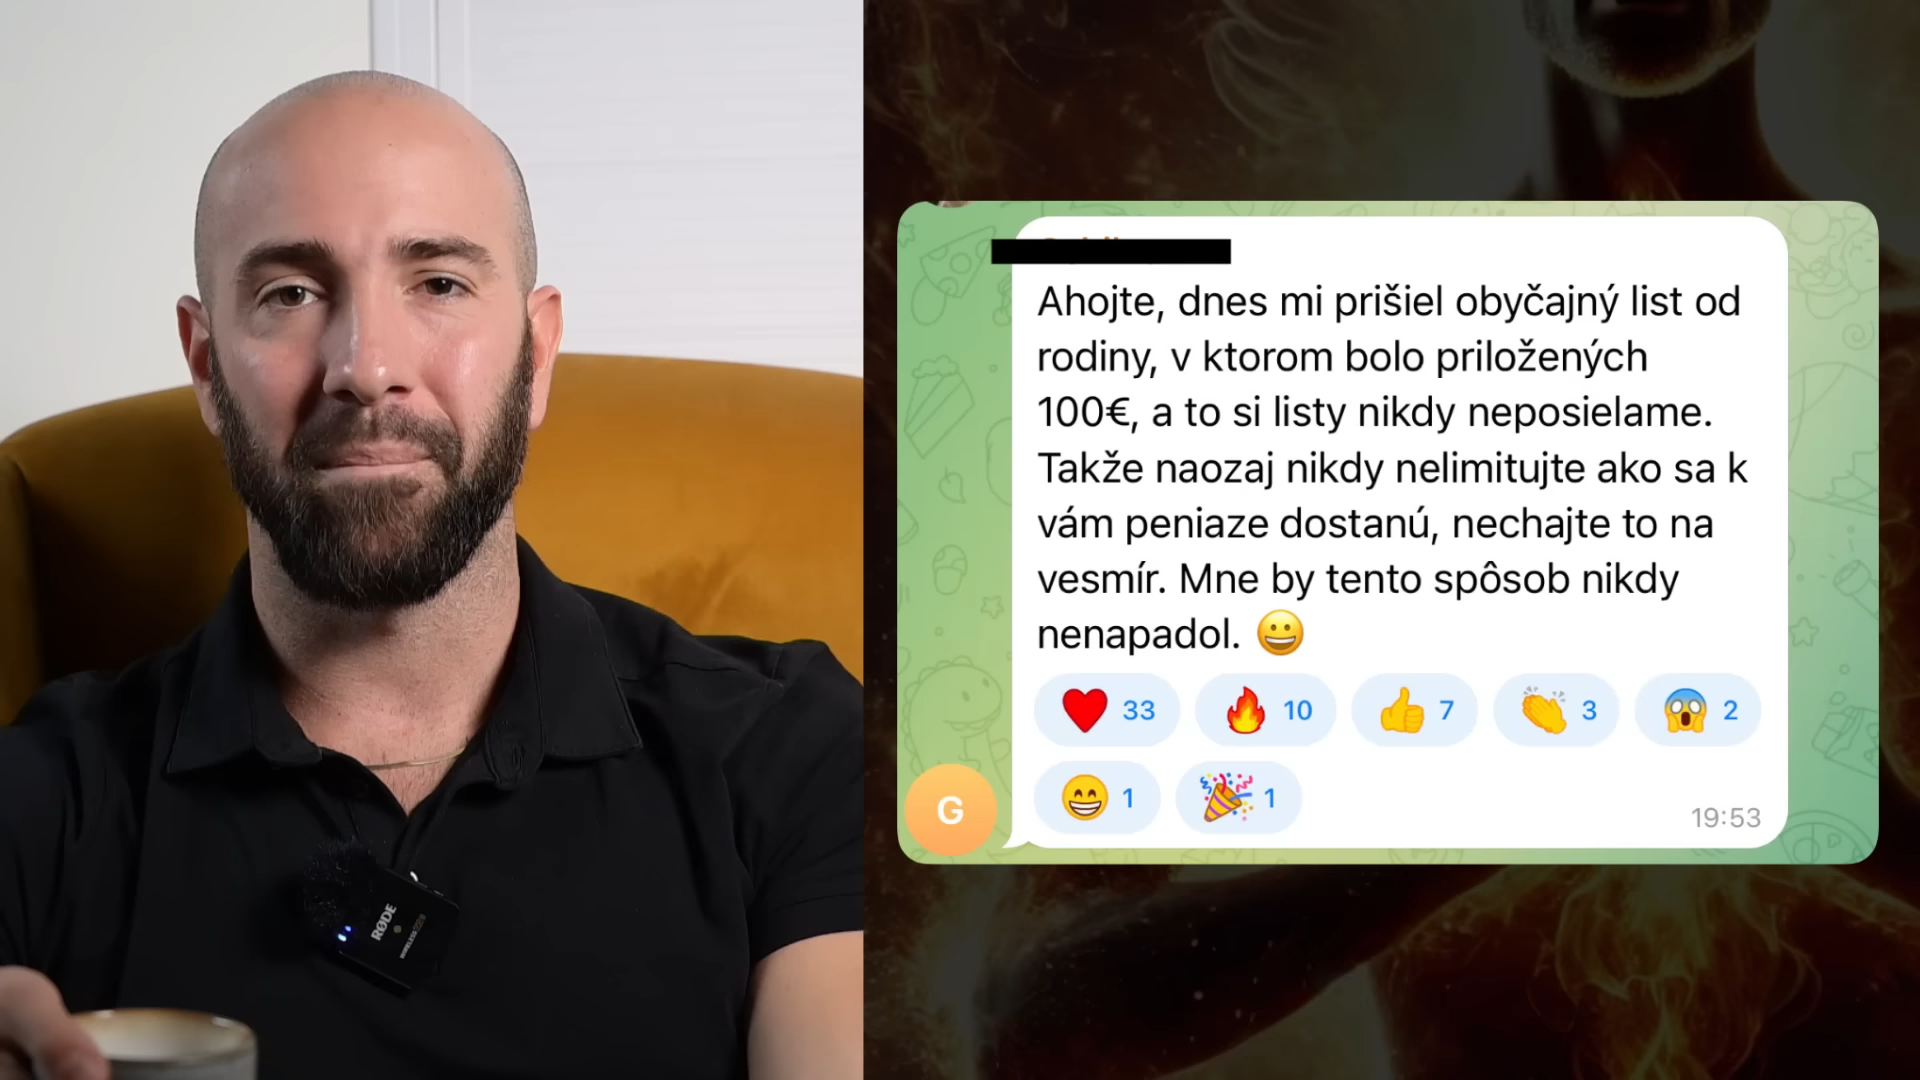 Ahojte, dnes mi prišiel obyčajný list od
rodiny, v ktorom bolo priložených
100€, a to si listy nikdy neposielame.
Takže naozaj nikdy nelimitujte ako sa k
vám peniaze dostanú, nechajte to na
vesmír. Mne by tento spôsob nikdy
nenapadol. 😀
❤️ 33 🔥 10 👍 7 👏 3 😱 2
😁 1 🎉 1
19:53
G
RØDE